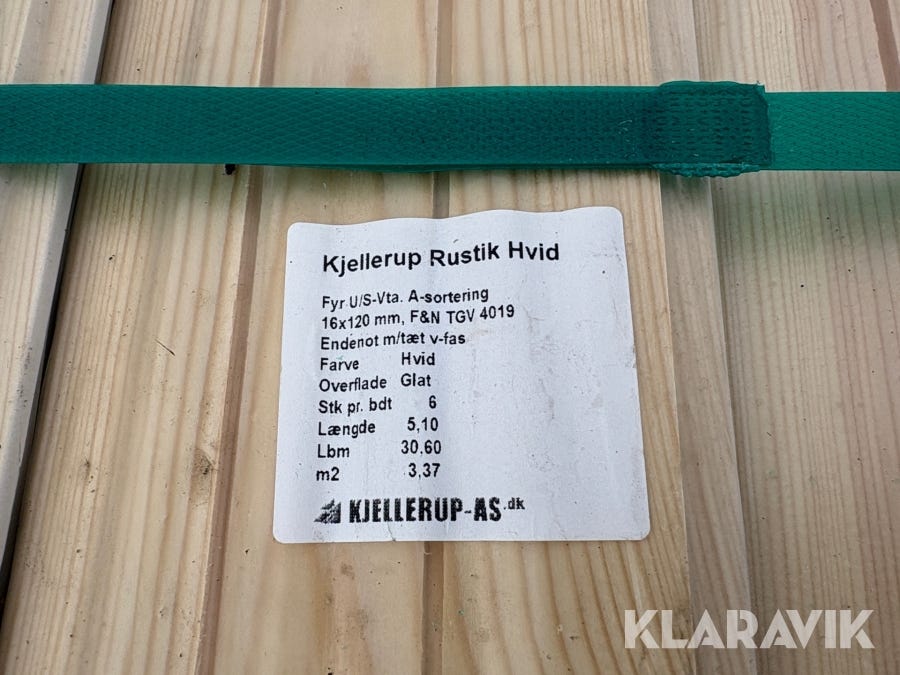 Kjellerup Rustik Hvid
Fyr U/S-Vta. A-sortering
16x120 mm, F&N TGV 4019
Endenot m/tæt v-fas
Farve Hvid
Overflade Glat
Stk pr. bdt 6
Længde 5,10
Lbm 30,60
m2 3,37
KJELLERUP-AS.dk
KLARAVIK